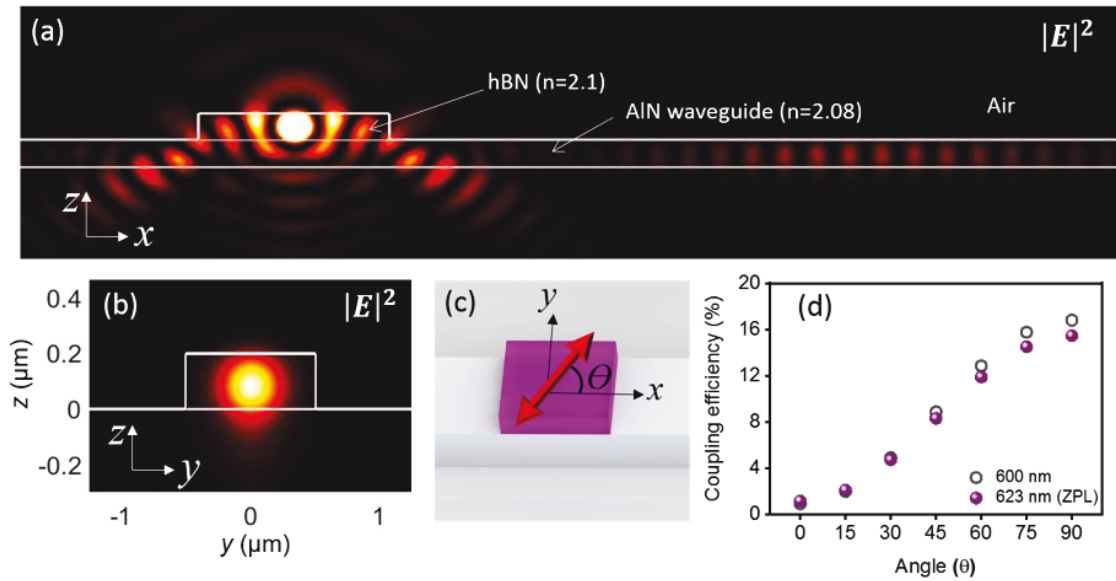 (a)
|E|²
hBN (n=2.1)
AlN waveguide (n=2.08)
Air
z
x
(b)
|E|²
0.4
0.2
0
-0.2
z (μm)
z
y
-1 0 1
y (μm)
(c)
y
θ
x
(d)
20
16
12
8
4
0
Coupling efficiency (%)
600 nm
623 nm (ZPL)
0 15 30 45 60 75 90
Angle (θ)